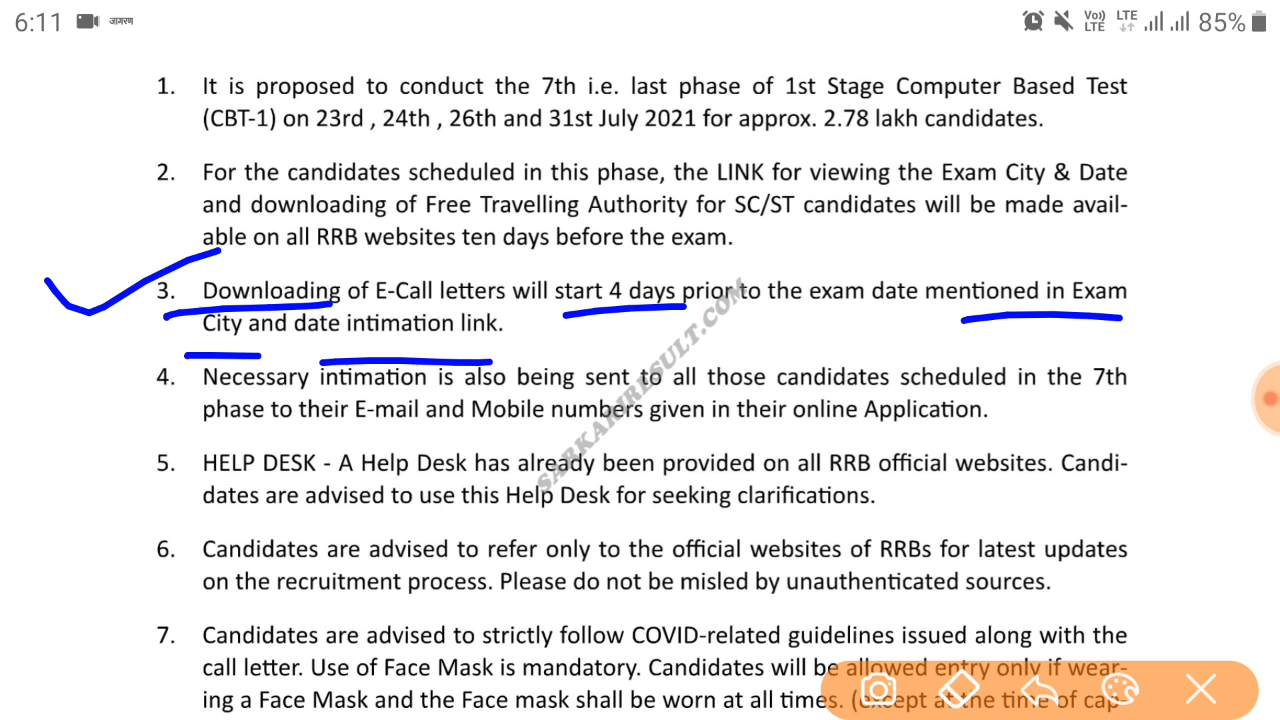 6:11 जागरण Vo)) LTE LTE 85%
1. It is proposed to conduct the 7th i.e. last phase of 1st Stage Computer Based Test
(CBT-1) on 23rd , 24th , 26th and 31st July 2021 for approx. 2.78 lakh candidates.
2. For the candidates scheduled in this phase, the LINK for viewing the Exam City & Date
and downloading of Free Travelling Authority for SC/ST candidates will be made avail-
able on all RRB websites ten days before the exam.
3. Downloading of E-Call letters will start 4 days prior to the exam date mentioned in Exam
City and date intimation link.
4. Necessary intimation is also being sent to all those candidates scheduled in the 7th
phase to their E-mail and Mobile numbers given in their online Application.
5. HELP DESK - A Help Desk has already been provided on all RRB official websites. Candi-
dates are advised to use this Help Desk for seeking clarifications.
6. Candidates are advised to refer only to the official websites of RRBs for latest updates
on the recruitment process. Please do not be misled by unauthenticated sources.
7. Candidates are advised to strictly follow COVID-related guidelines issued along with the
call letter. Use of Face Mask is mandatory. Candidates will be allowed entry only if wear-
ing a Face Mask and the Face mask shall be worn at all times. (except at the time of cap-
SARKARIRESULT.COM